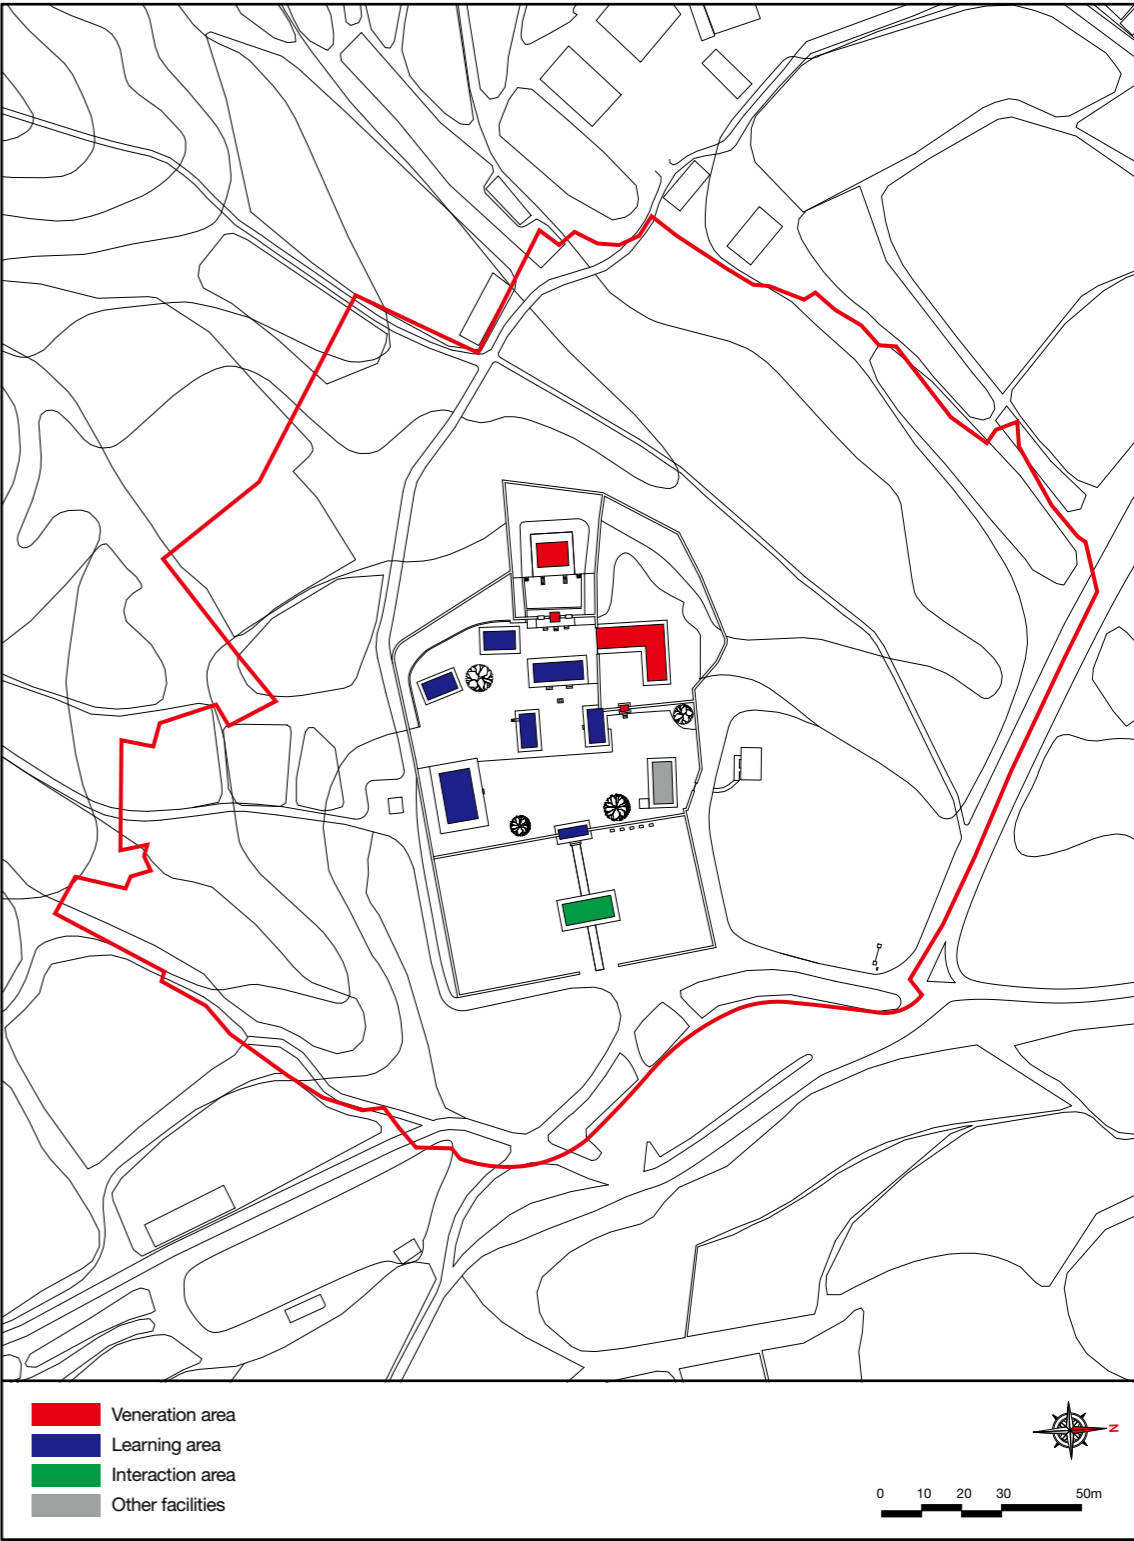 Veneration area
Learning area
Interaction area
Other facilities
N
0 10 20 30 50m